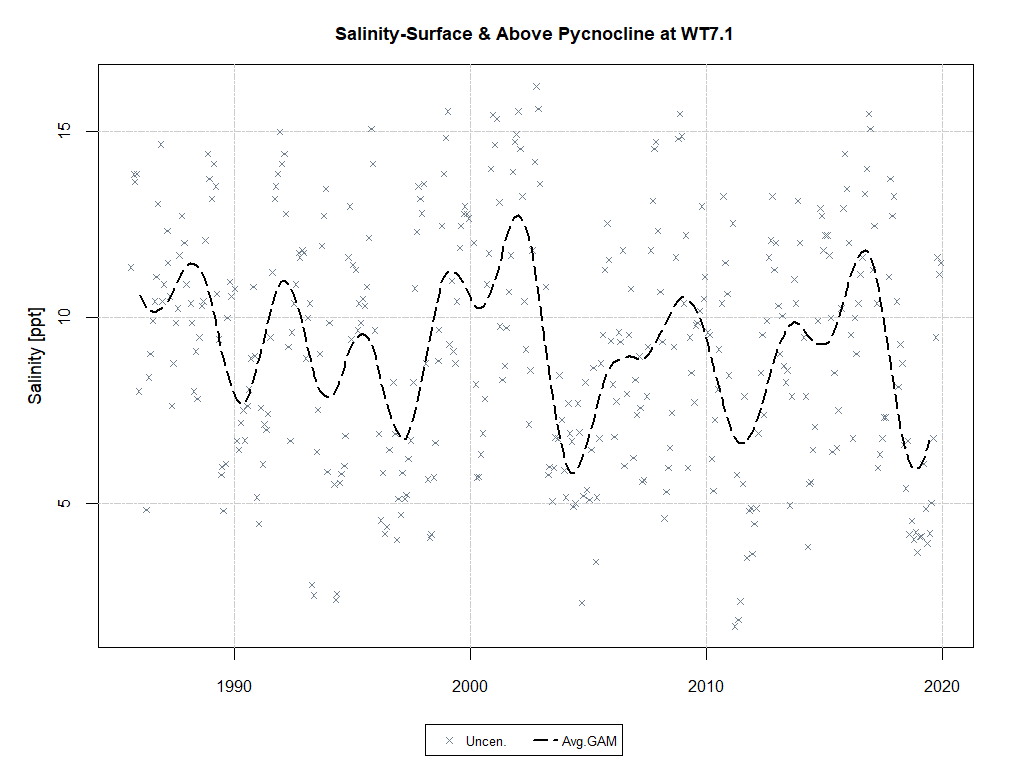 Salinity-Surface & Above Pycnocline at WT7.1
Salinity [ppt]
15
10
5
1990 2000 2010 2020
Uncen. Avg.GAM